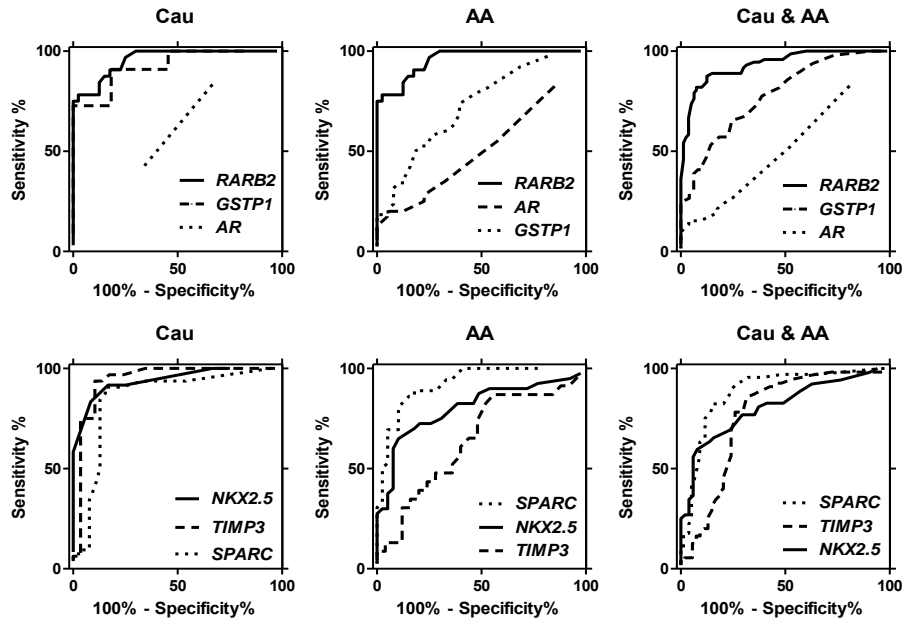 Cau
Sensitivity %
100
50
0
RARB2
GSTP1
AR
0 50 100
100% - Specificity%
AA
Sensitivity %
100
50
0
RARB2
AR
GSTP1
0 50 100
100% - Specificity%
Cau & AA
Sensitivity %
100
50
0
RARB2
GSTP1
AR
0 50 100
100% - Specificity%
Cau
Sensitivity %
100
50
0
NKX2.5
TIMP3
SPARC
0 50 100
100% - Specificity%
AA
Sensitivity %
100
50
0
SPARC
NKX2.5
TIMP3
0 50 100
100% - Specificity%
Cau & AA
Sensitivity %
100
50
0
SPARC
TIMP3
NKX2.5
0 50 100
100% - Specificity%